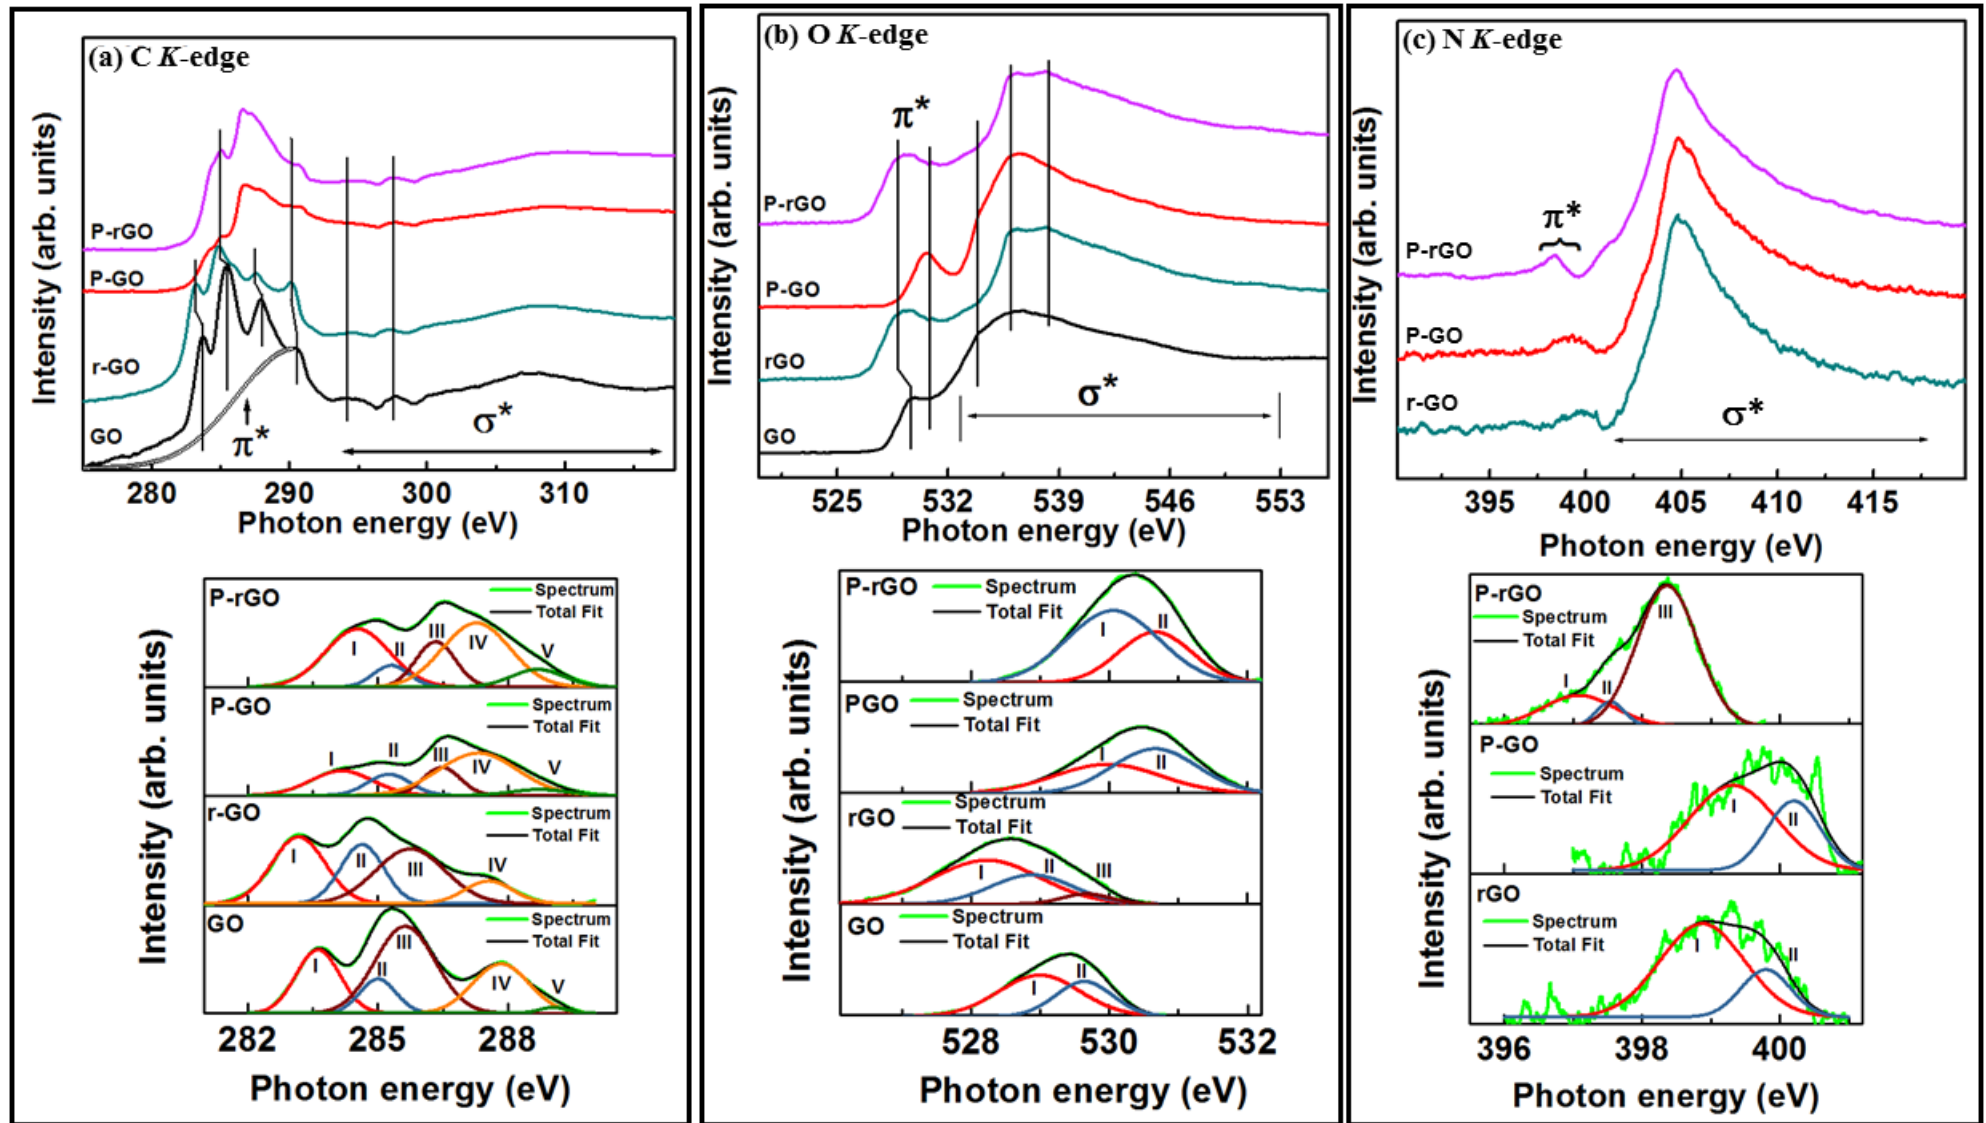 (a) C K-edge
Intensity (arb. units)
P-rGO
P-GO
r-GO
GO
π*
σ*
280 290 300 310
Photon energy (eV)
P-rGO
Spectrum
Total Fit
I II III IV V
P-GO
Spectrum
Total Fit
I II III IV V
r-GO
Spectrum
Total Fit
I II III IV
GO
Spectrum
Total Fit
I II III IV V
Intensity (arb. units)
282 285 288
Photon energy (eV)
(b) O K-edge
Intensity (arb. units)
π*
P-rGO
P-GO
rGO
GO
σ*
525 532 539 546 553
Photon energy (eV)
P-rGO
Spectrum
Total Fit
I II
PGO
Spectrum
Total Fit
I II
rGO
Spectrum
Total Fit
I II III
GO
Spectrum
Total Fit
I II
Intensity (arb. units)
528 530 532
Photon energy (eV)
(c) N K-edge
Intensity (arb. units)
π*
P-rGO
P-GO
r-GO
σ*
395 400 405 410 415
Photon energy (eV)
P-rGO
Spectrum
Total Fit
I II III
P-GO
Spectrum
Total Fit
I II
rGO
Spectrum
Total Fit
I II
Intensity (arb. units)
396 398 400
Photon energy (eV)